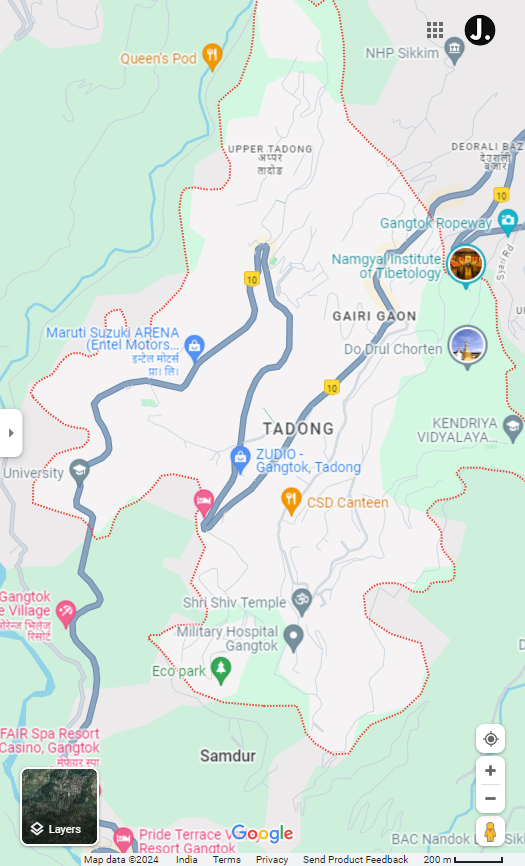 J.
NHP Sikkim
Queen's Pod
UPPER TADONG
अप्पर
तादोङ
DEORALI BAZ
देउराली
बजार
10
Gangtok Ropeway
Namgyal Institute
of Tibetology
Syari Rd
10
GAIRI GAON
Maruti Suzuki ARENA
(Entel Motors...
इन्टेल मोटर्स
प्रा। लि।
Do Drul Chorten
10
TADONG
KENDRIYA
VIDYALAYA...
ZUDIO -
Gangtok, Tadong
University
CSD Canteen
Gangtok
e Village
रिसोर्ट
Shri Shiv Temple
Military Hospital
Gangtok
Eco park
FAIR Spa Resort
Casino, Gangtok
Samdur
Layers
Google
Pride Terrace V
Resort Gangtok
BAC Nandok
Map data ©2024 India Terms Privacy Send Product Feedback 200 m